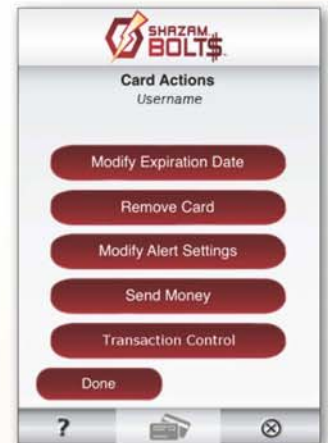 SHAZAM
BOLT$
Card Actions
Username
Modify Expiration Date
Remove Card
Modify Alert Settings
Send Money
Transaction Control
Done
?